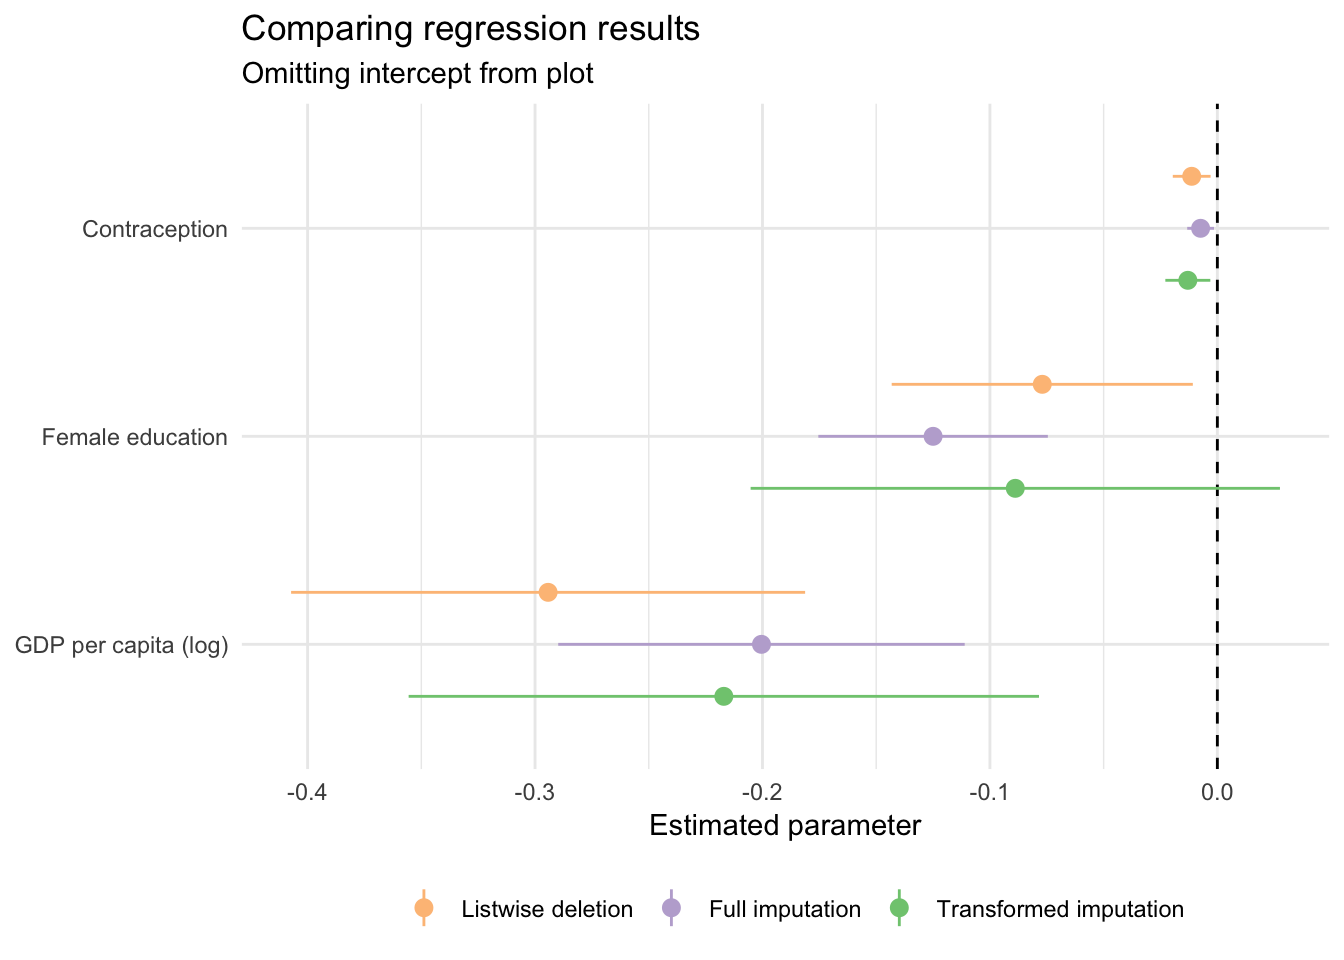 Comparing regression results
Omitting intercept from plot
Contraception
Female education
GDP per capita (log)
-0.4 -0.3 -0.2 -0.1 0.0
Estimated parameter
Listwise deletion Full imputation Transformed imputation